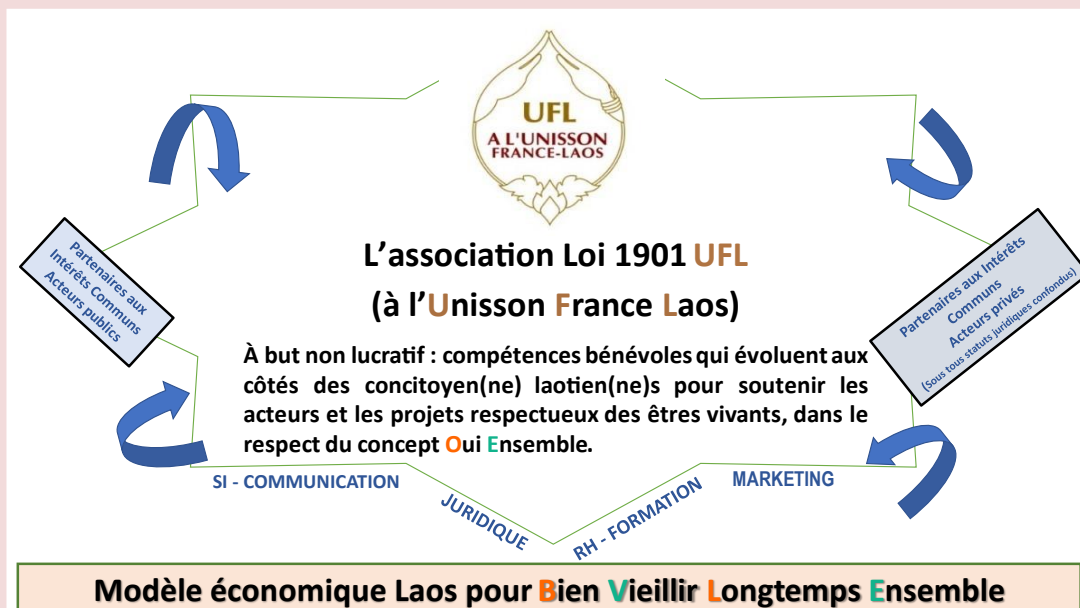 UFL
A L'UNISSON
FRANCE-LAOS
L'association Loi 1901 UFL
(à l'Unisson France Laos)
Partenaires aux
Intérêts Communs
Acteurs publics
Partenaires aux Intérêts
Communs
Acteurs privés
(Sous tous statuts juridiques confondus)
À but non lucratif : compétences bénévoles qui évoluent aux
côtés des concitoyen(ne) laotien(ne)s pour soutenir les
acteurs et les projets respectueux des êtres vivants, dans le
respect du concept Oui Ensemble.
SI - COMMUNICATION
JURIDIQUE
RH - FORMATION
MARKETING
Modèle économique Laos pour Bien Vieillir Longtemps Ensemble